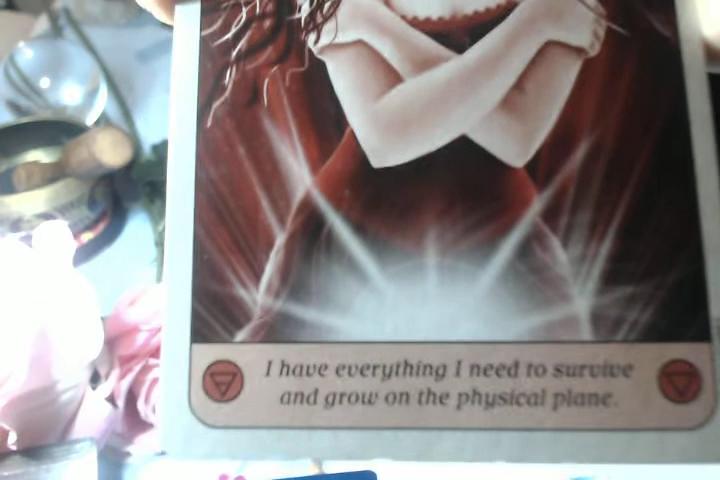 I have everything I need to survive
and grow on the physical plane.